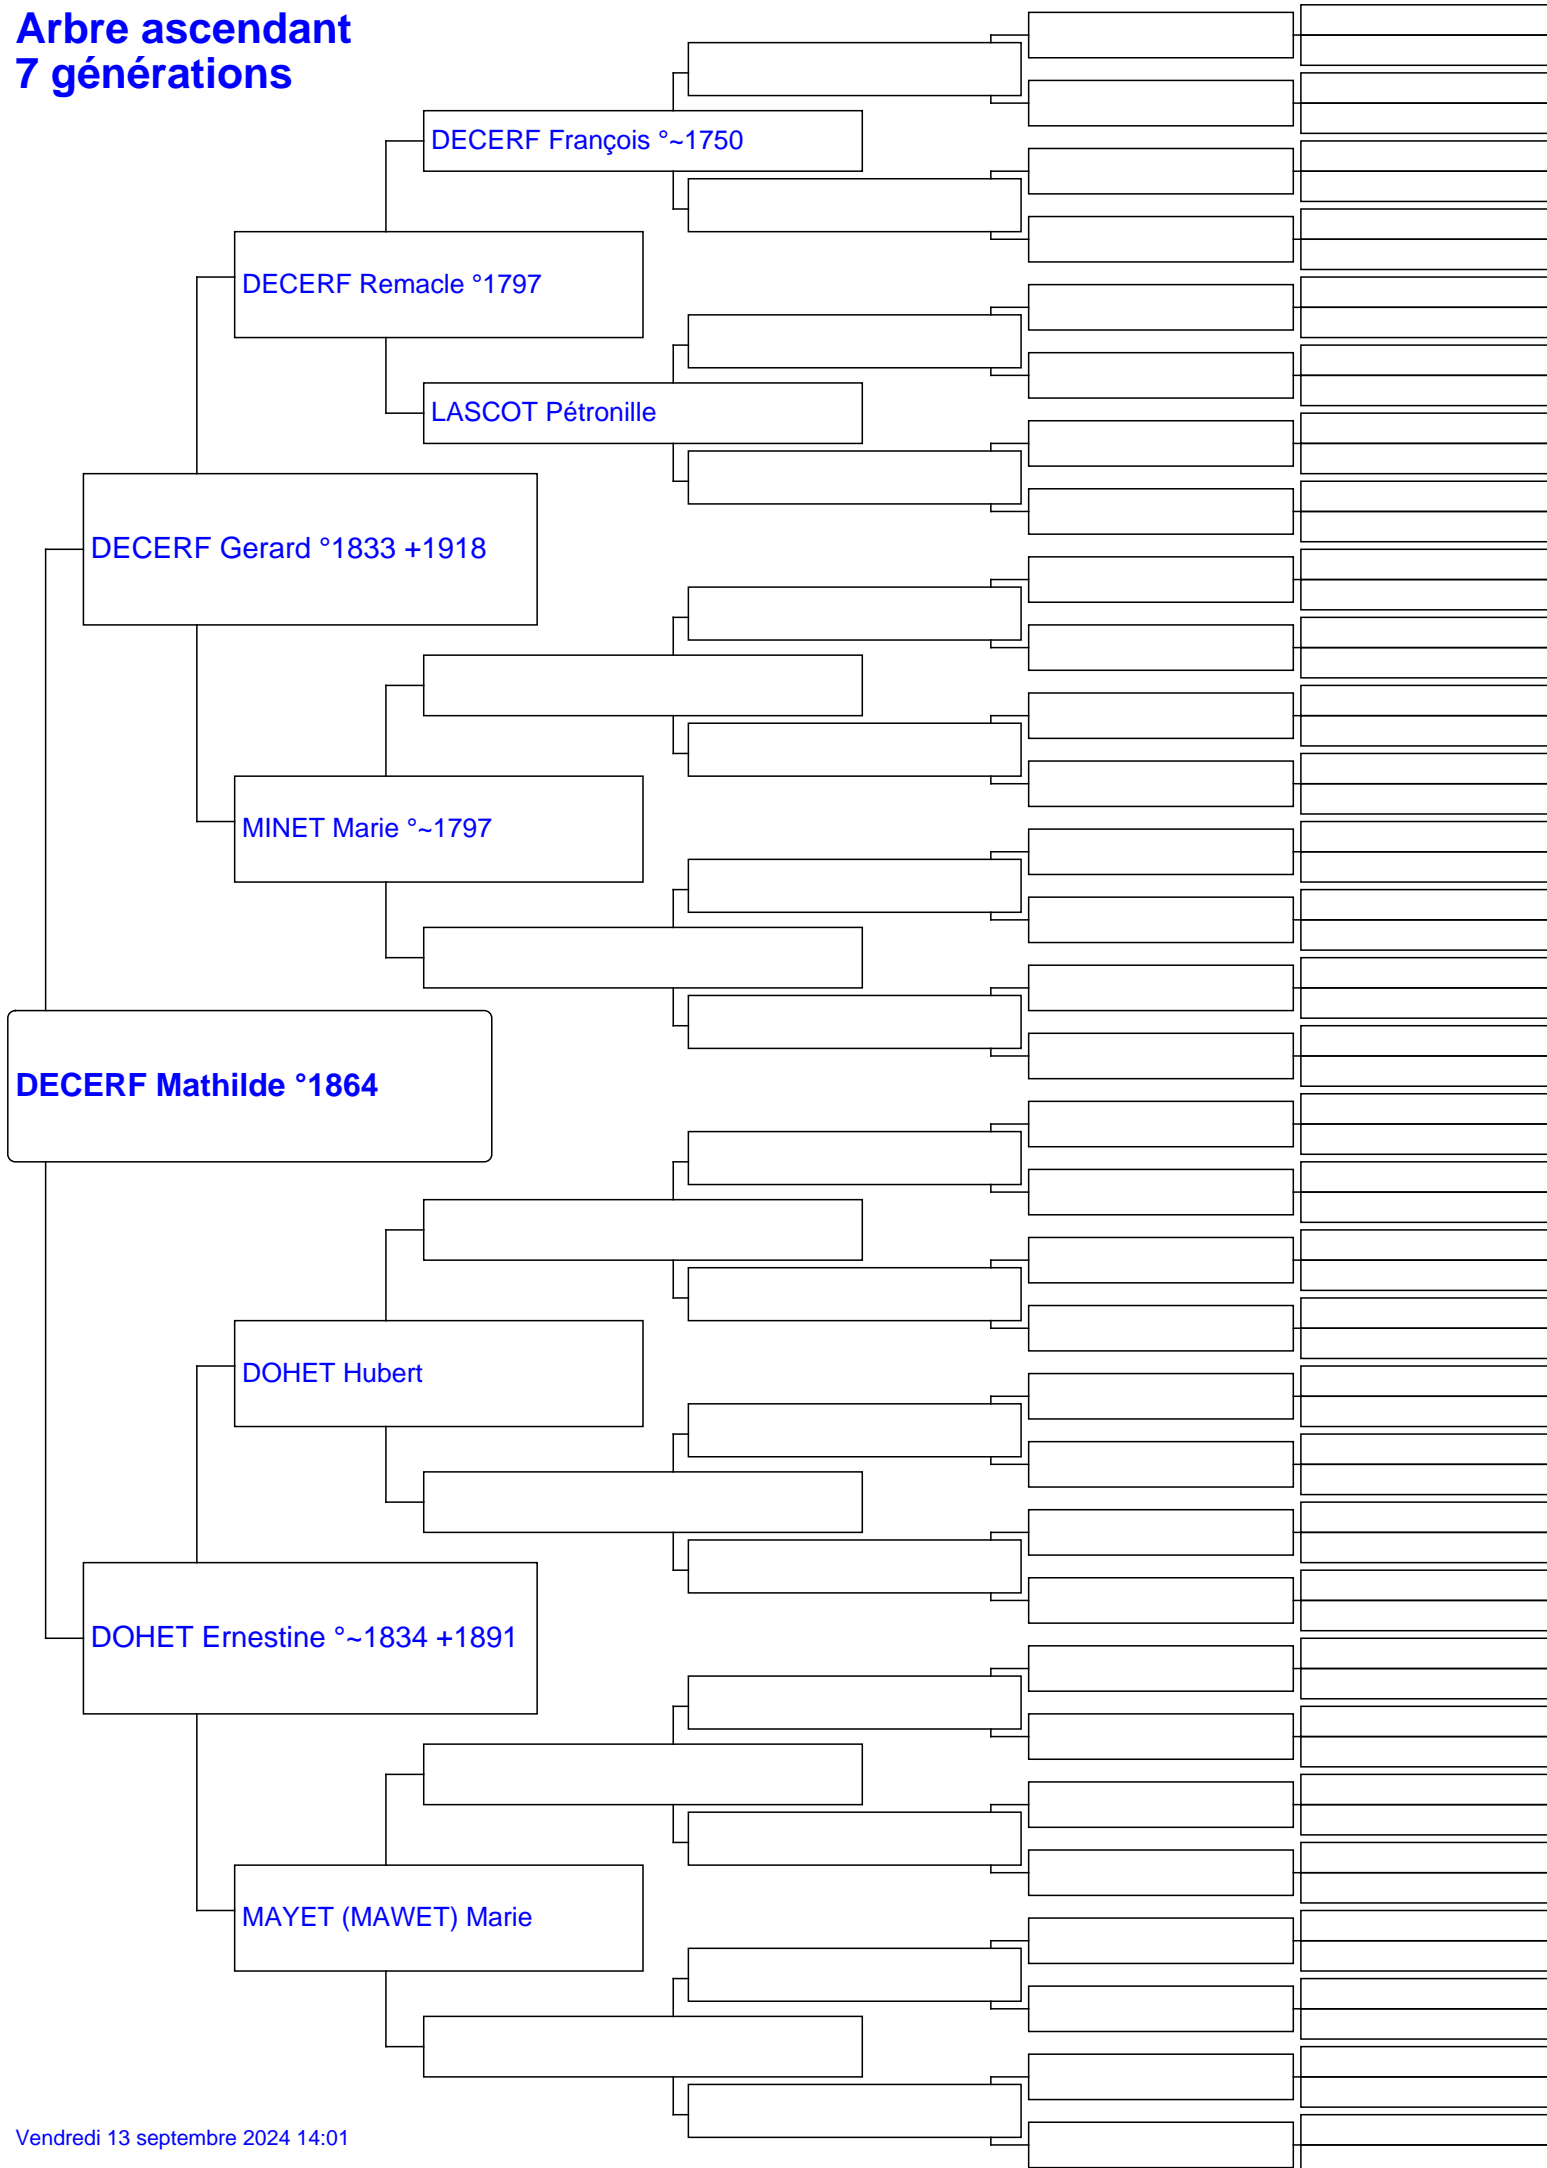 Arbre ascendant
7 générations
DECERF François °~1750
DECERF Remacle °1797
LASCOT Pétronille
DECERF Gerard °1833 +1918
MINET Marie °~1797
DECERF Mathilde °1864
DOHET Hubert
DOHET Ernestine °~1834 +1891
MAYET (MAWET) Marie
Vendredi 13 septembre 2024 14:01